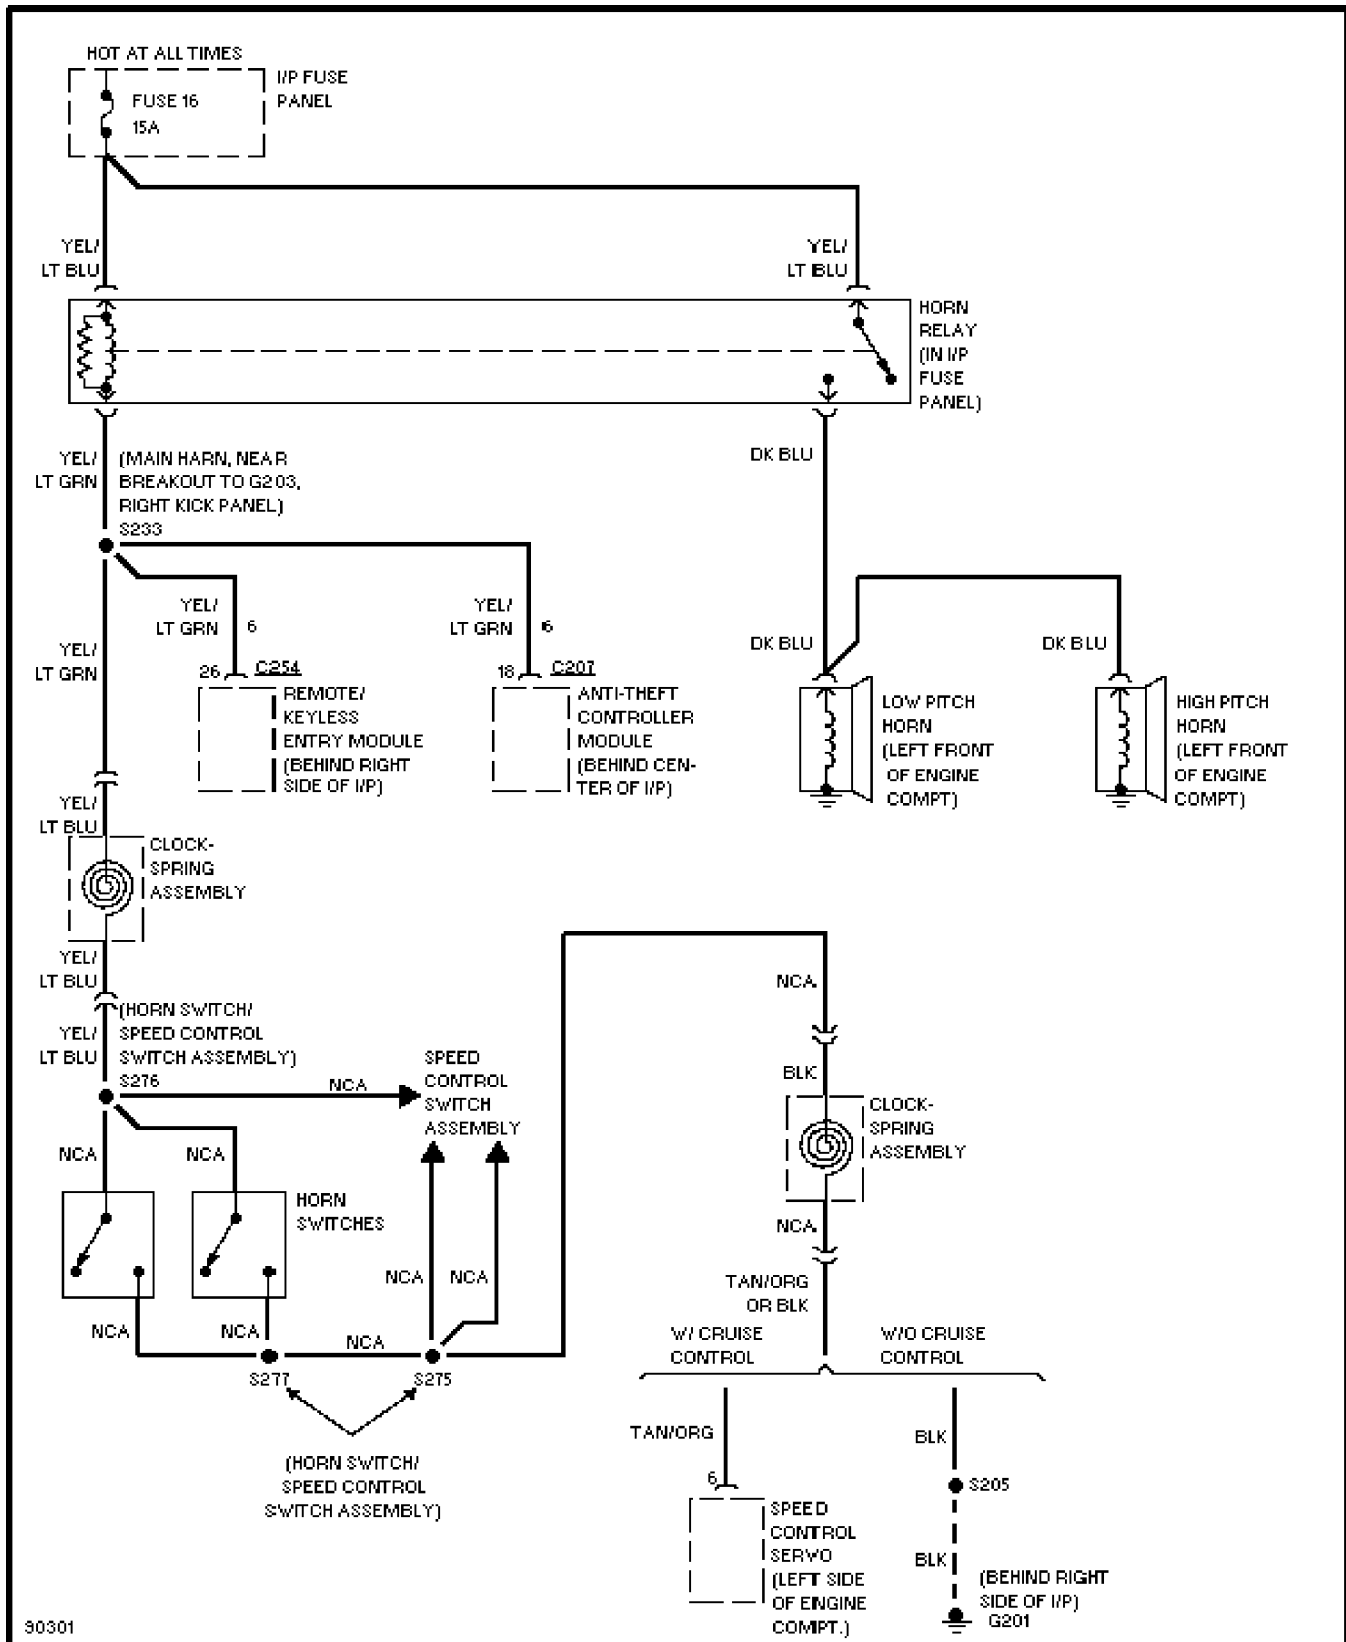 HOT AT ALL TIMES
I/P FUSE
PANEL
FUSE 16
15A
YEL/
LT BLU
YEL/
LT BLU
HORN
RELAY
(IN I/P
FUSE
PANEL)
YEL/
LT GRN
(MAIN HARN, NEAR
BREAKOUT TO G203,
RIGHT KICK PANEL)
S233
DK BLU
YEL/
LT GRN
6
YEL/
LT GRN
6
YEL/
LT GRN
DK BLU
DK BLU
26
C254
18
C207
REMOTE/
KEYLESS
ENTRY MODULE
(BEHIND RIGHT
SIDE OF I/P)
ANTI-THEFT
CONTROLLER
MODULE
(BEHIND CEN-
TER OF I/P)
LOW PITCH
HORN
(LEFT FRONT
OF ENGINE
COMPT)
HIGH PITCH
HORN
(LEFT FRONT
OF ENGINE
COMPT)
YEL/
LT BLU
CLOCK-
SPRING
ASSEMBLY
YEL/
LT BLU
YEL/
LT BLU
(HORN SWITCH/
SPEED CONTROL
SWITCH ASSEMBLY)
S276
NCA
SPEED
CONTROL
SWITCH
ASSEMBLY
NCA
BLK
CLOCK-
SPRING
ASSEMBLY
NCA
NCA
NCA
HORN
SWITCHES
NCA
NCA
TAN/ORG
OR BLK
NCA
NCA
NCA
S277
S275
W/ CRUISE
CONTROL
W/O CRUISE
CONTROL
(HORN SWITCH/
SPEED CONTROL
SWITCH ASSEMBLY)
TAN/ORG
6
BLK
S205
SPEED
CONTROL
SERVO
(LEFT SIDE
OF ENGINE
COMPT.)
BLK
(BEHIND RIGHT
SIDE OF I/P)
G201
90301